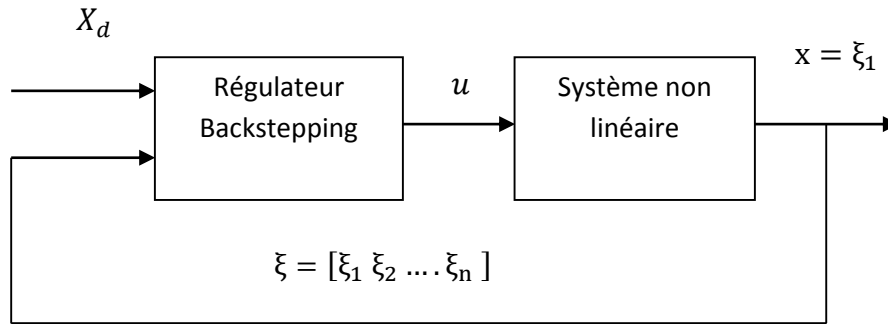 X_d
Régulateur
Backstepping
u
Système non
linéaire
x = ξ₁
ξ = [ξ₁ ξ₂ … . ξₙ ]